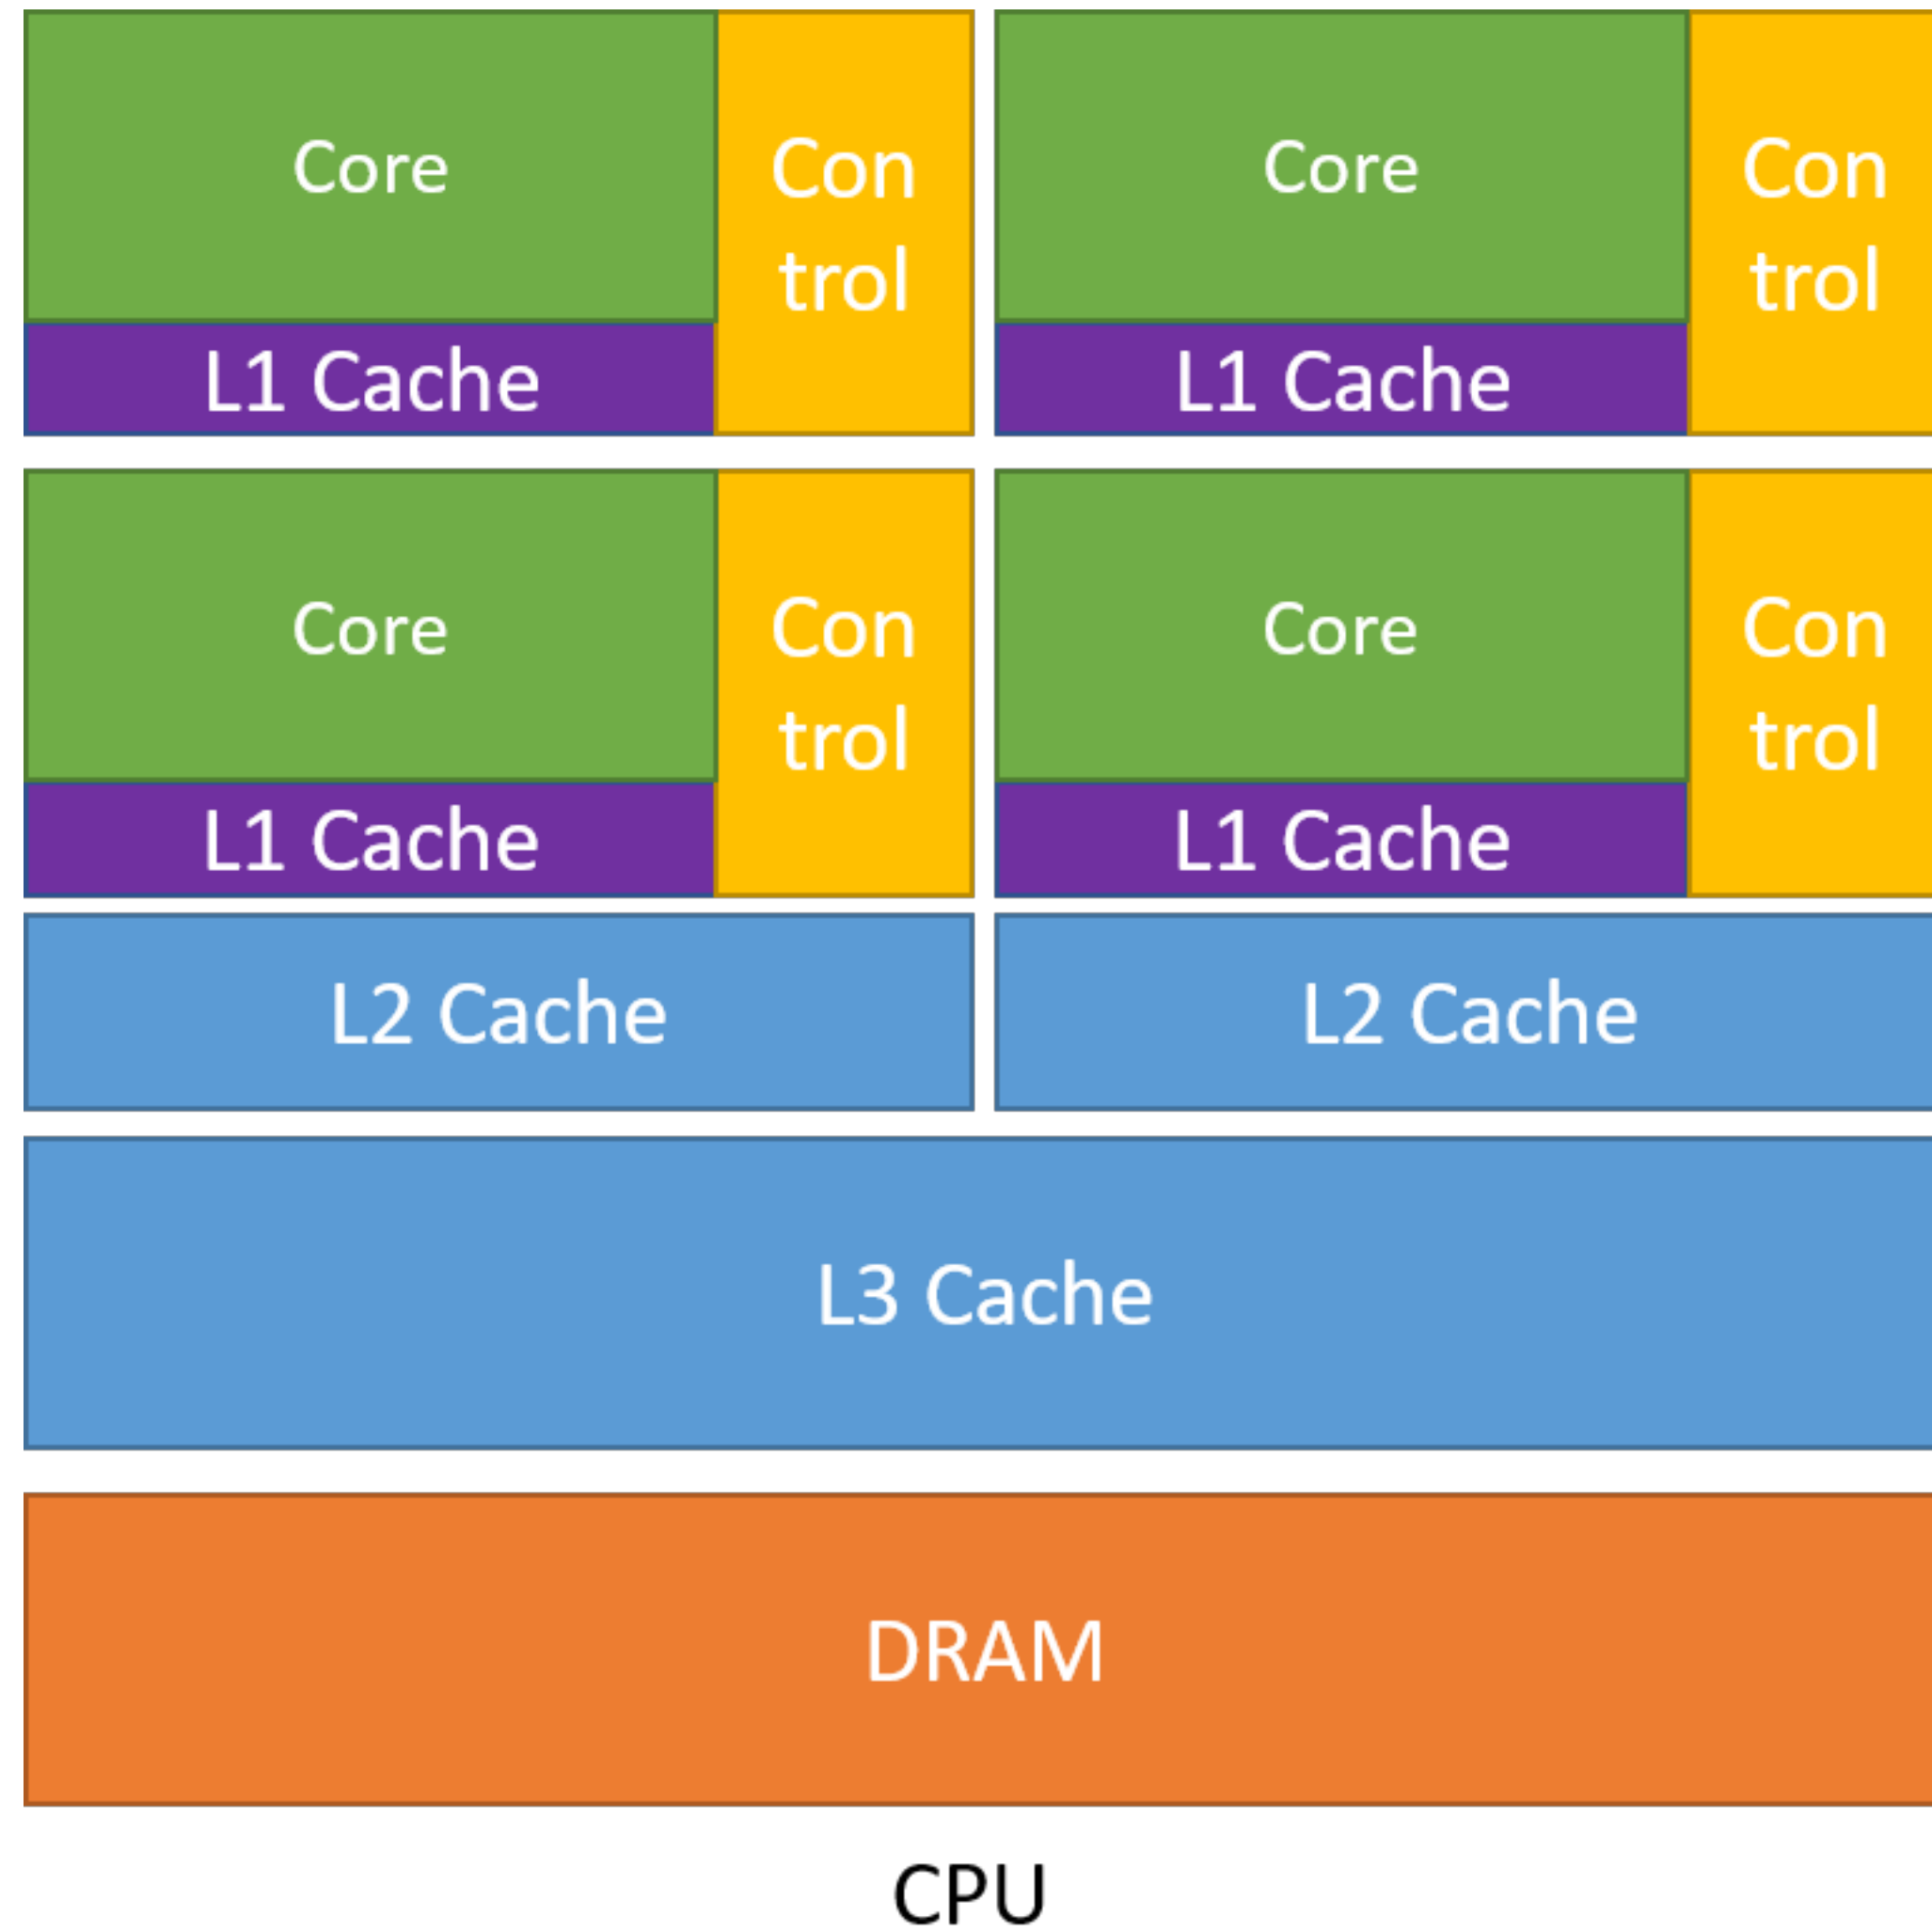 Core
Con
trol
Core
Con
trol
L1 Cache
L1 Cache
Core
Con
trol
Core
Con
trol
L1 Cache
L1 Cache
L2 Cache
L2 Cache
L3 Cache
DRAM
CPU